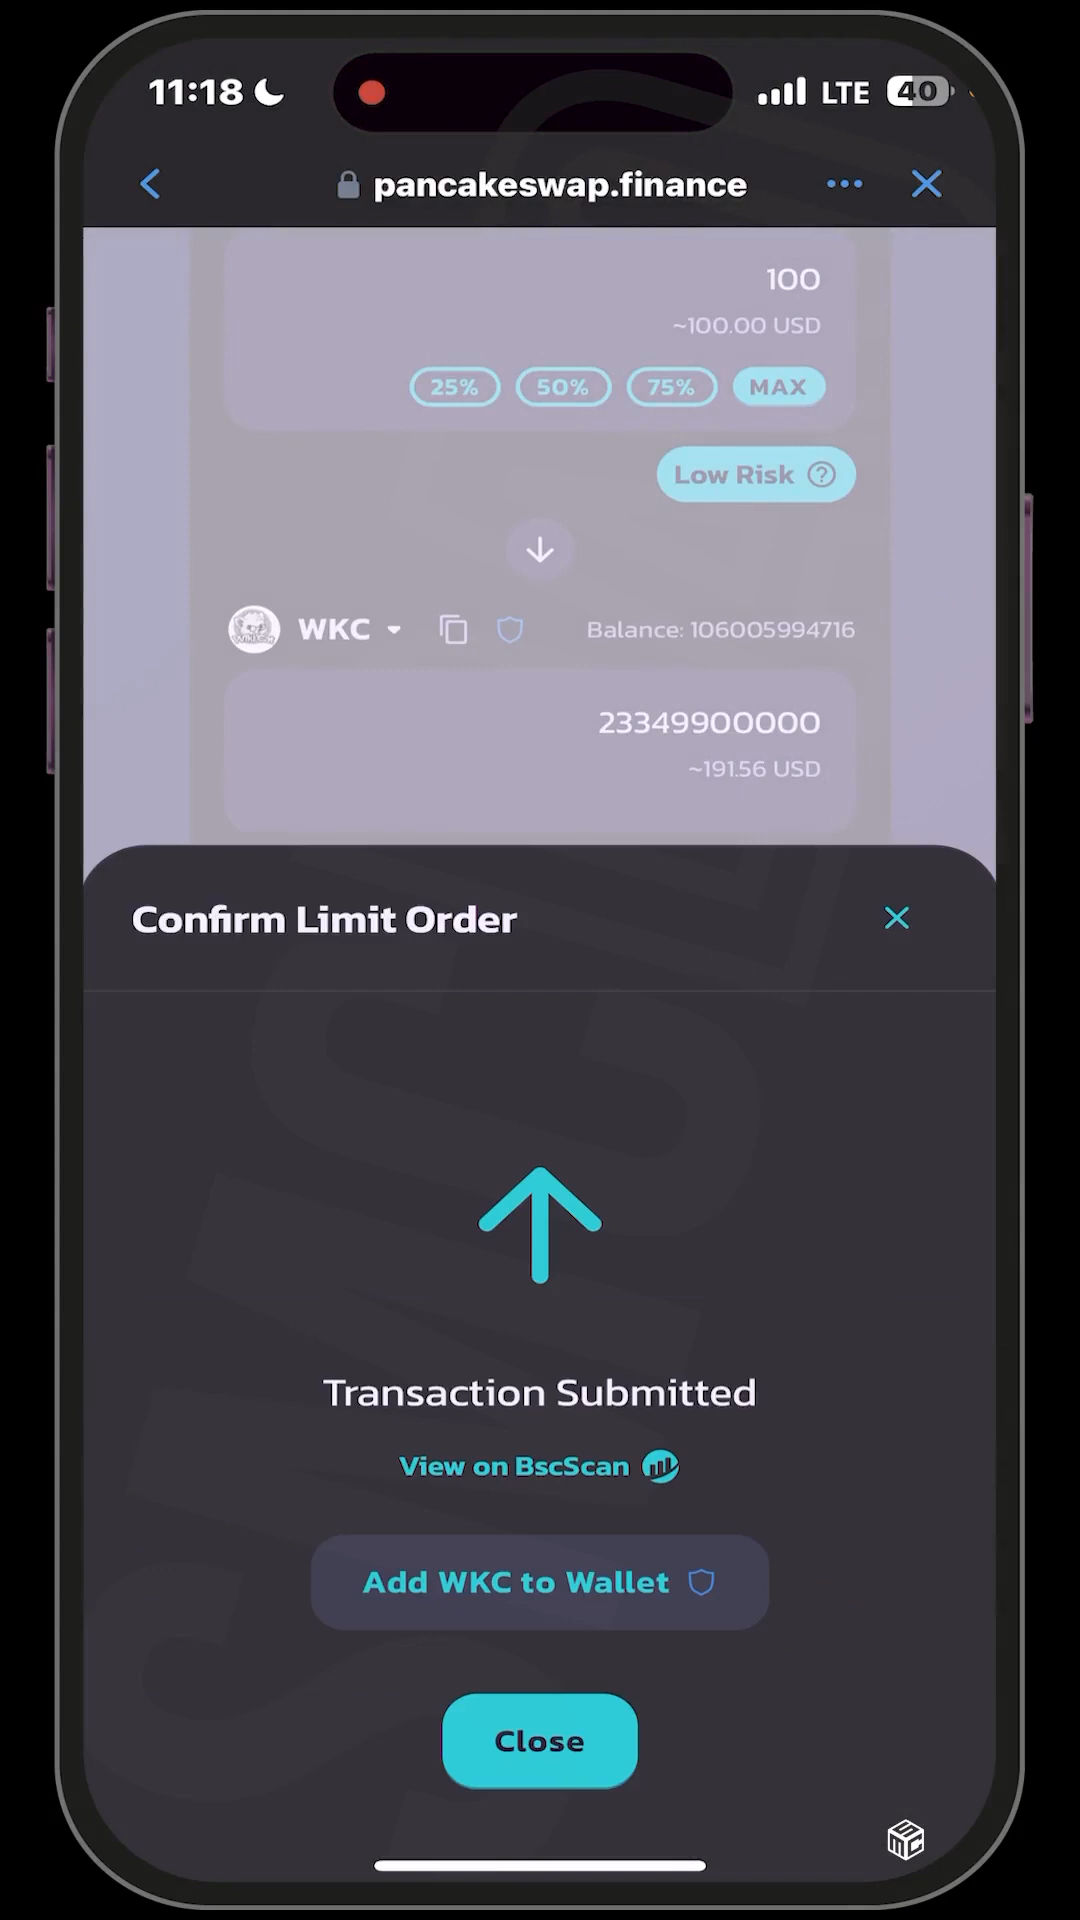 11:18 LTE 40
pancakeswap.finance
100
~100.00 USD
25% 50% 75% MAX
Low Risk
WKC Balance: 106005994716
23349900000
~191.56 USD
Confirm Limit Order
Transaction Submitted
View on BscScan
Add WKC to Wallet
Close
SMC